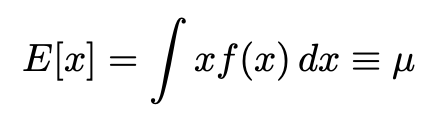 E[x] = ∫ xf(x) dx ≡ μ